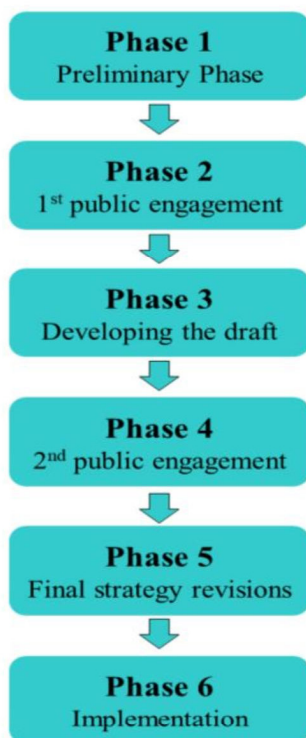 Phase 1
Preliminary Phase
Phase 2
1st public engagement
Phase 3
Developing the draft
Phase 4
2nd public engagement
Phase 5
Final strategy revisions
Phase 6
Implementation